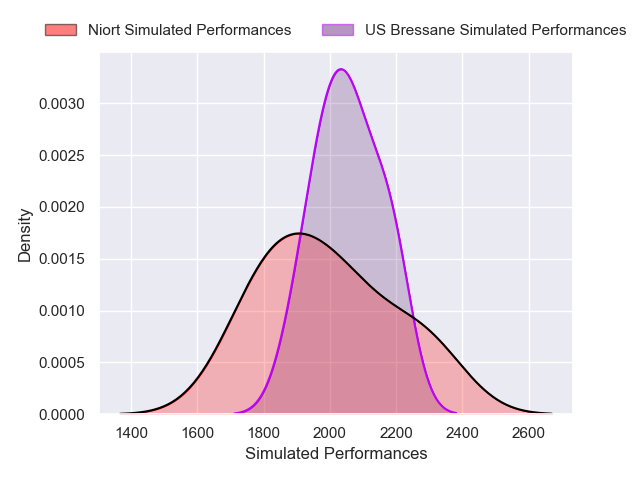 Niort Simulated Performances US Bressane Simulated Performances
0.0030
0.0025
0.0020
0.0015
0.0010
0.0005
0.0000
Density
1400 1600 1800 2000 2200 2400 2600
Simulated Performances